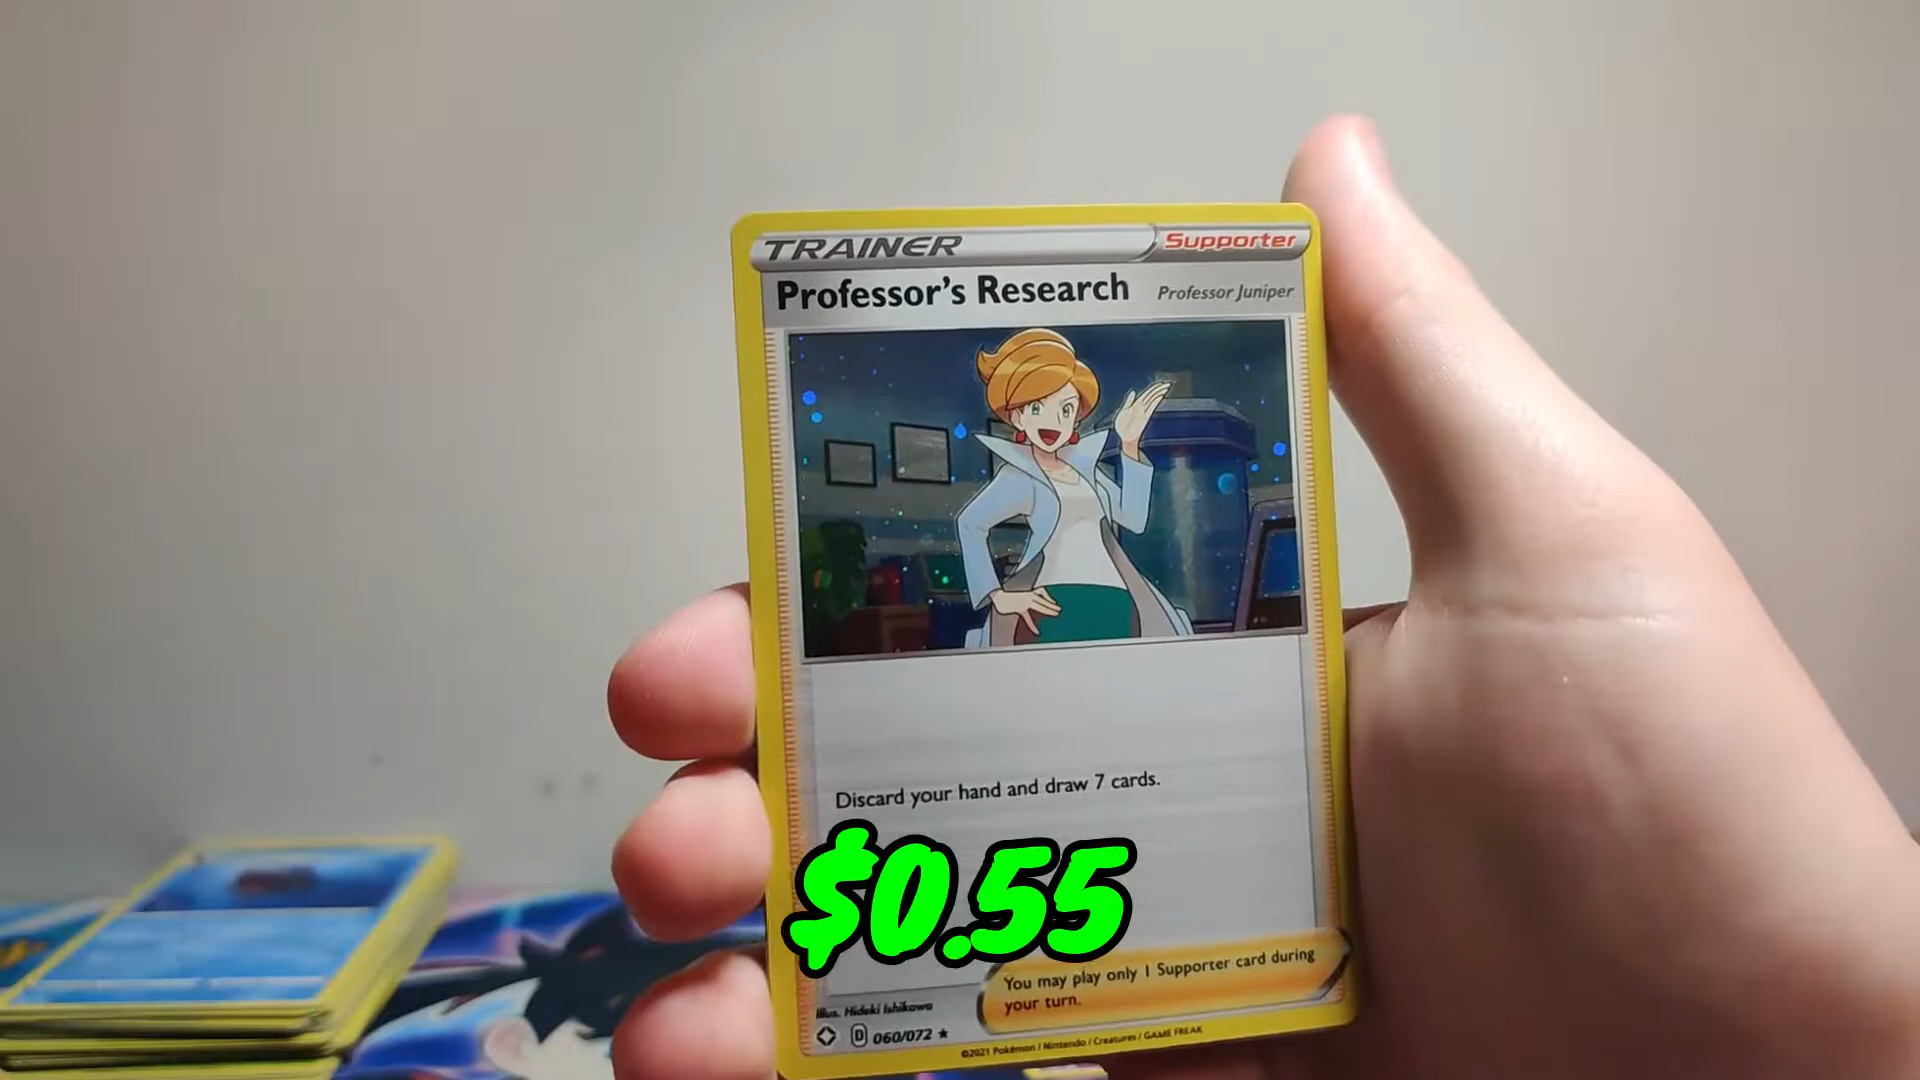 TRAINER Supporter
Professor's Research Professor Juniper
Discard your hand and draw 7 cards.
$0.55
You may play only 1 Supporter card during
your turn.
Illus. Hideki Ishikawa
D 060/072 ★
©2021 Pokémon / Nintendo / Creatures / GAME FREAK